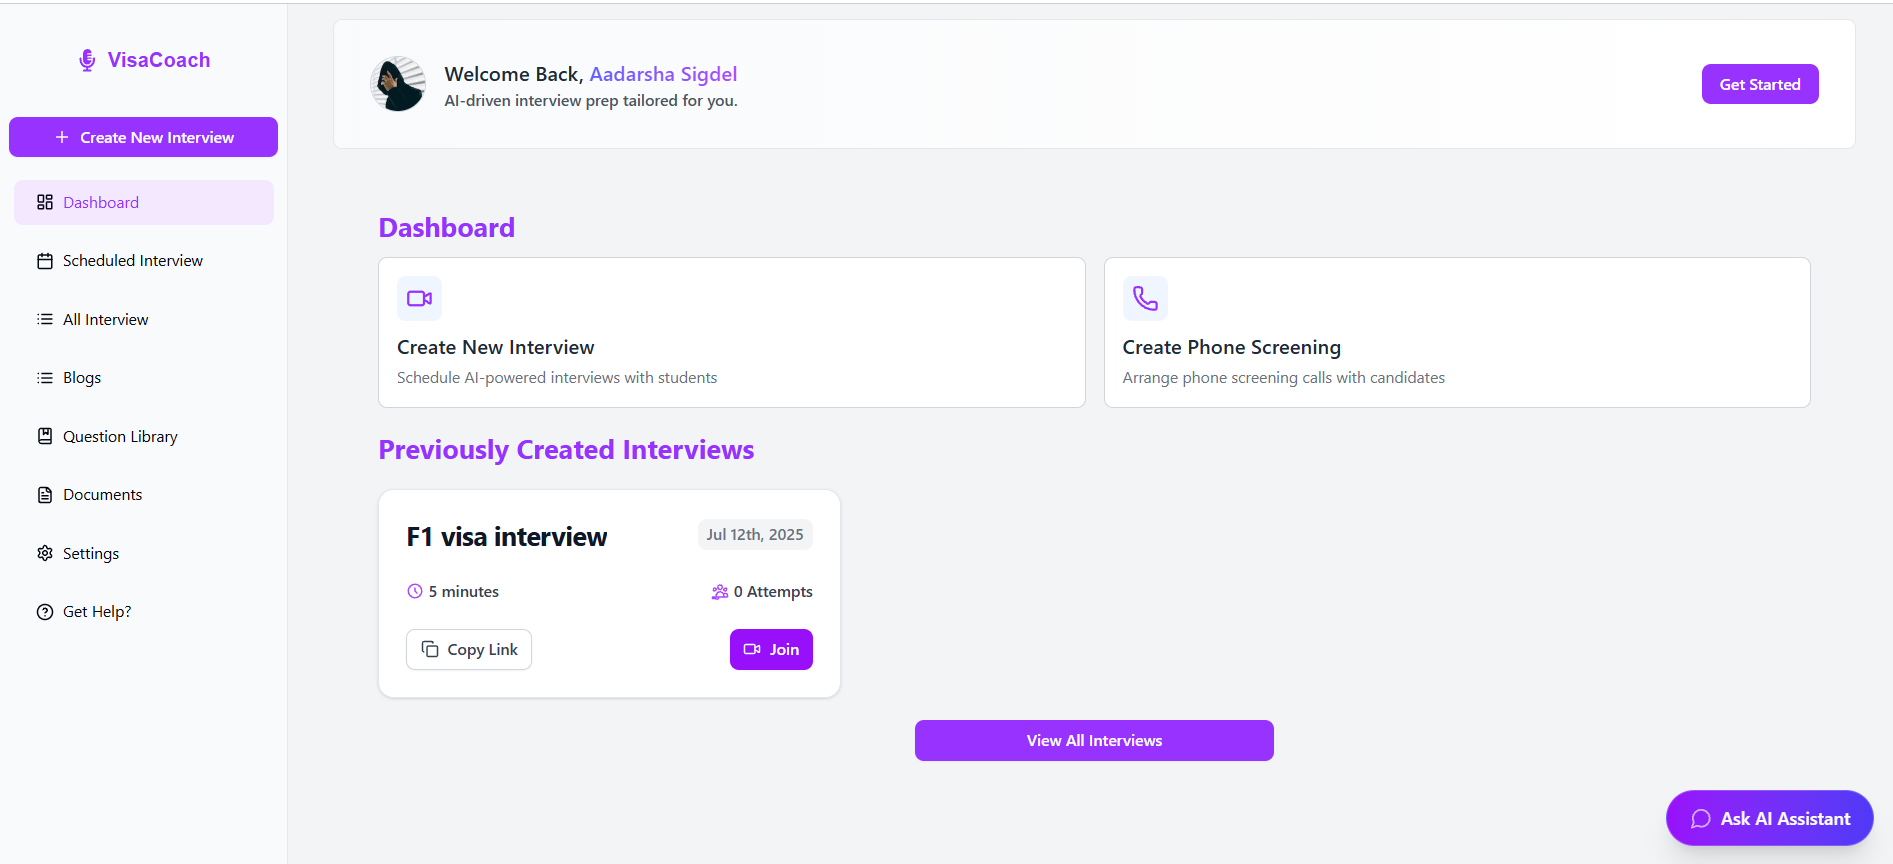 VisaCoach
Create New Interview
Dashboard
Scheduled Interview
All Interview
Blogs
Question Library
Documents
Settings
Get Help?
Welcome Back, Aadarsha Sigdel
AI-driven interview prep tailored for you.
Get Started
Dashboard
Create New Interview
Schedule AI-powered interviews with students
Create Phone Screening
Arrange phone screening calls with candidates
Previously Created Interviews
F1 visa interview
Jul 12th, 2025
5 minutes
0 Attempts
Copy Link
Join
View All Interviews
Ask AI Assistant